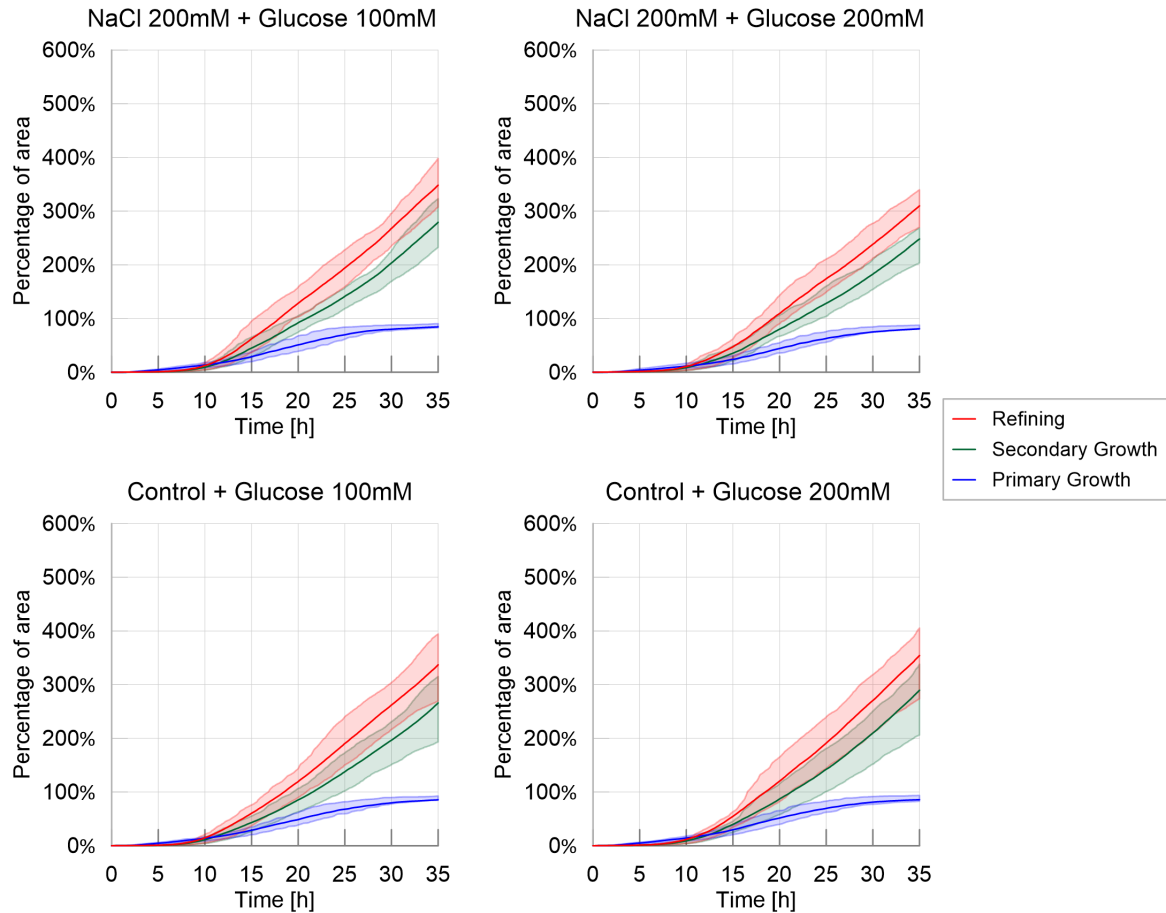 NaCl 200mM + Glucose 100mM
600%
500%
400%
300%
200%
100%
0%
Percentage of area
0 5 10 15 20 25 30 35
Time [h]
NaCl 200mM + Glucose 200mM
600%
500%
400%
300%
200%
100%
0%
Percentage of area
0 5 10 15 20 25 30 35
Time [h]
Refining
Secondary Growth
Primary Growth
Control + Glucose 100mM
600%
500%
400%
300%
200%
100%
0%
Percentage of area
0 5 10 15 20 25 30 35
Time [h]
Control + Glucose 200mM
600%
500%
400%
300%
200%
100%
0%
Percentage of area
0 5 10 15 20 25 30 35
Time [h]